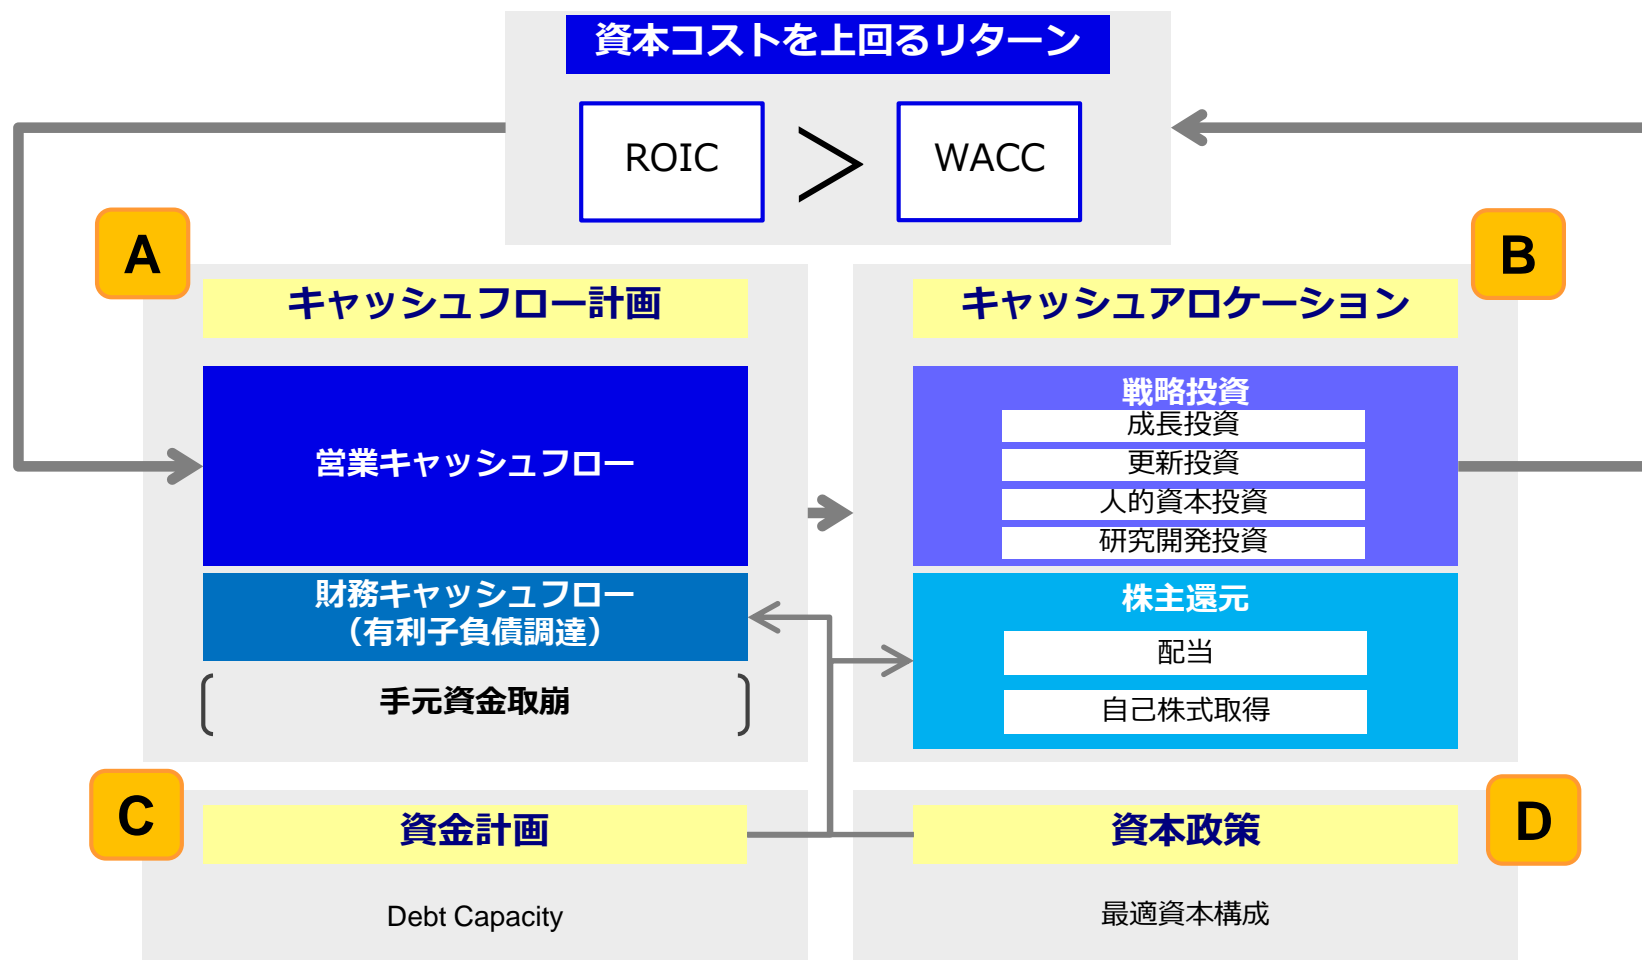 資本コストを上回るリターン
ROIC
>
WACC
A
キャッシュフロー計画
営業キャッシュフロー
財務キャッシュフロー
（有利子負債調達）
手元資金取崩
B
キャッシュアロケーション
戦略投資
成長投資
更新投資
人的資本投資
研究開発投資
株主還元
配当
自己株式取得
C
資金計画
Debt Capacity
D
資本政策
最適資本構成